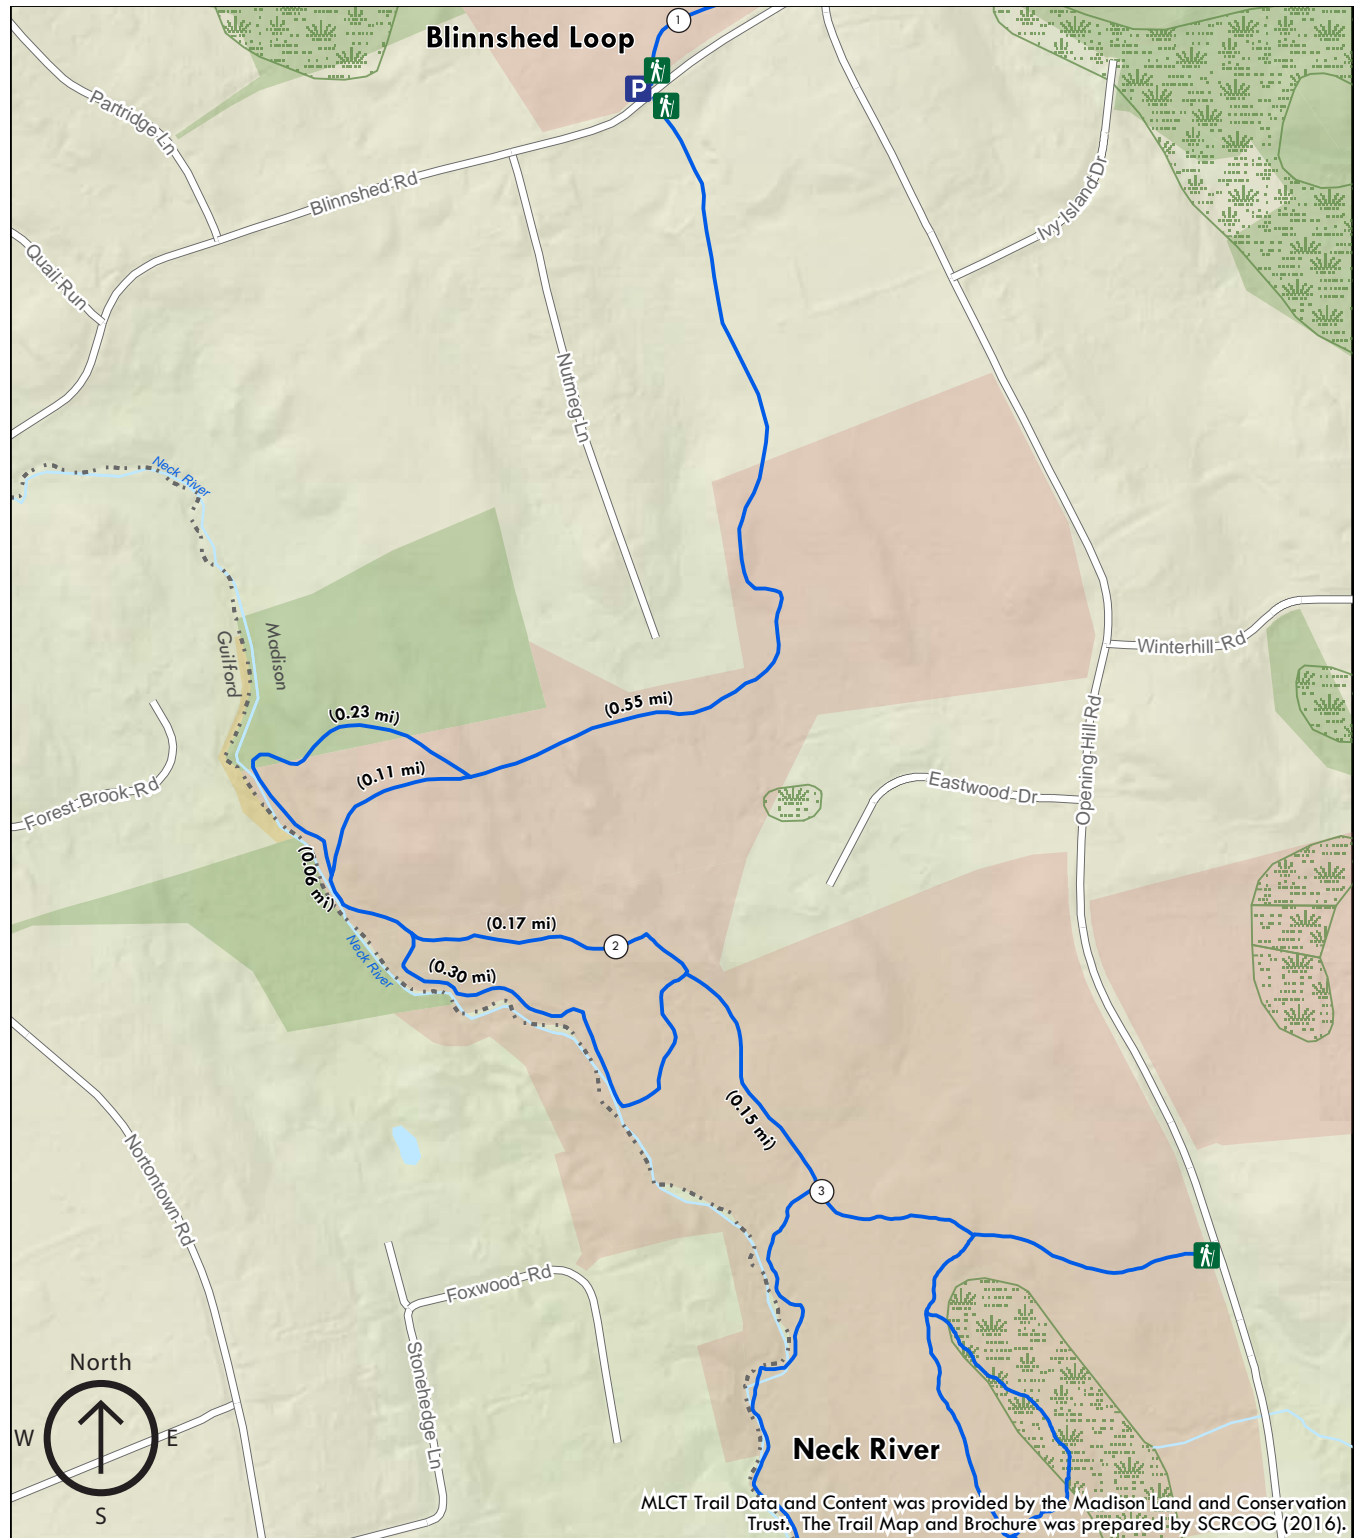 1
Blinnshed Loop
P
Partridge Ln
Blinnshed Rd
Ivy Island Dr
Quail Run
Nutmeg Ln
Neck River
Madison
Guilford
Winterhill Rd
(0.55 mi)
(0.23 mi)
Opening Hill Rd
(0.11 mi)
Forest Brook Rd
Eastwood Dr
(0.06 mi)
(0.17 mi)
2
Neck River
(0.30 mi)
(0.15 mi)
Nortontown Rd
3
Foxwood Rd
Stonehedge Ln
North
W
E
S
Neck River
MLCT Trail Data and Content was provided by the Madison Land and Conservation
Trust. The Trail Map and Brochure was prepared by SCRCOG (2016).